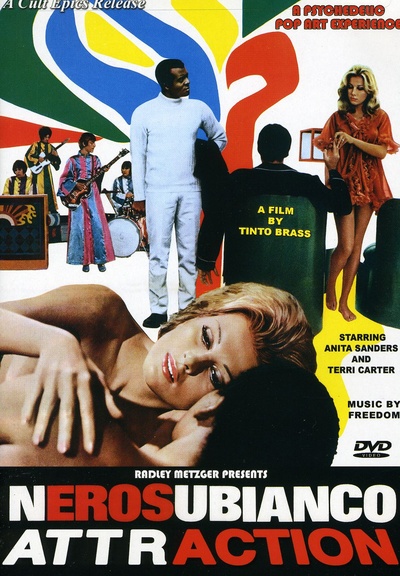 A Cult Epics Release
A PSYCHEDELIC
POP ART EXPERIENCE
A FILM
BY
TINTO BRASS
STARRING
ANITA SANDERS
AND
TERRI CARTER
MUSIC BY
FREEDOM
DVD
VIDEO
RADLEY METZGER PRESENTS
NEROSUBIANCO
ATTRACTION